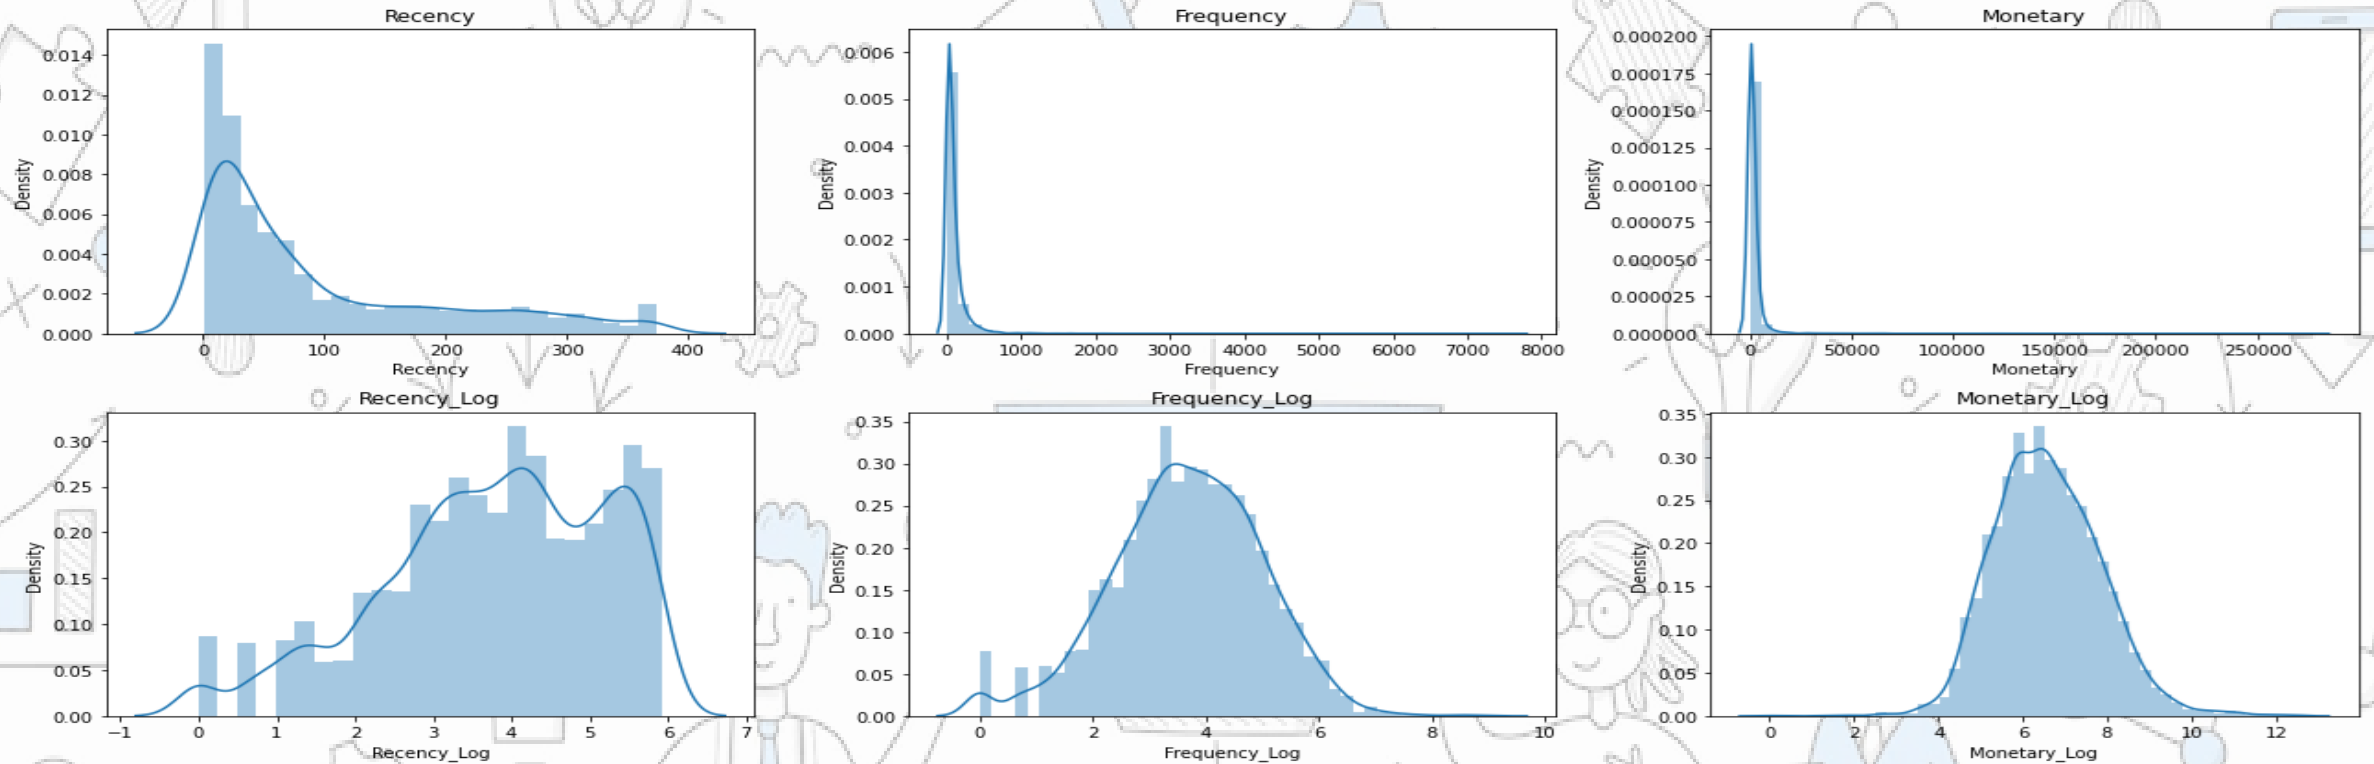 Recency
0.014
0.012
0.010
0.008
0.006
0.004
0.002
0.000
Density
0 100 200 300 400
Recency
Frequency
0.006
0.005
0.004
0.003
0.002
0.001
0.000
Density
0 1000 2000 3000 4000 5000 6000 7000 8000
Frequency
Monetary
0.000200
0.000175
0.000150
0.000125
0.000100
0.000075
0.000050
0.000025
0.000000
Density
0 50000 100000 150000 200000 250000
Monetary
Recency_Log
0.30
0.25
0.20
0.15
0.10
0.05
0.00
Density
−1 0 1 2 3 4 5 6 7
Recency_Log
Frequency_Log
0.35
0.30
0.25
0.20
0.15
0.10
0.05
0.00
Density
0 2 4 6 8 10
Frequency_Log
Monetary_Log
0.35
0.30
0.25
0.20
0.15
0.10
0.05
0.00
Density
0 2 4 6 8 10 12
Monetary_Log